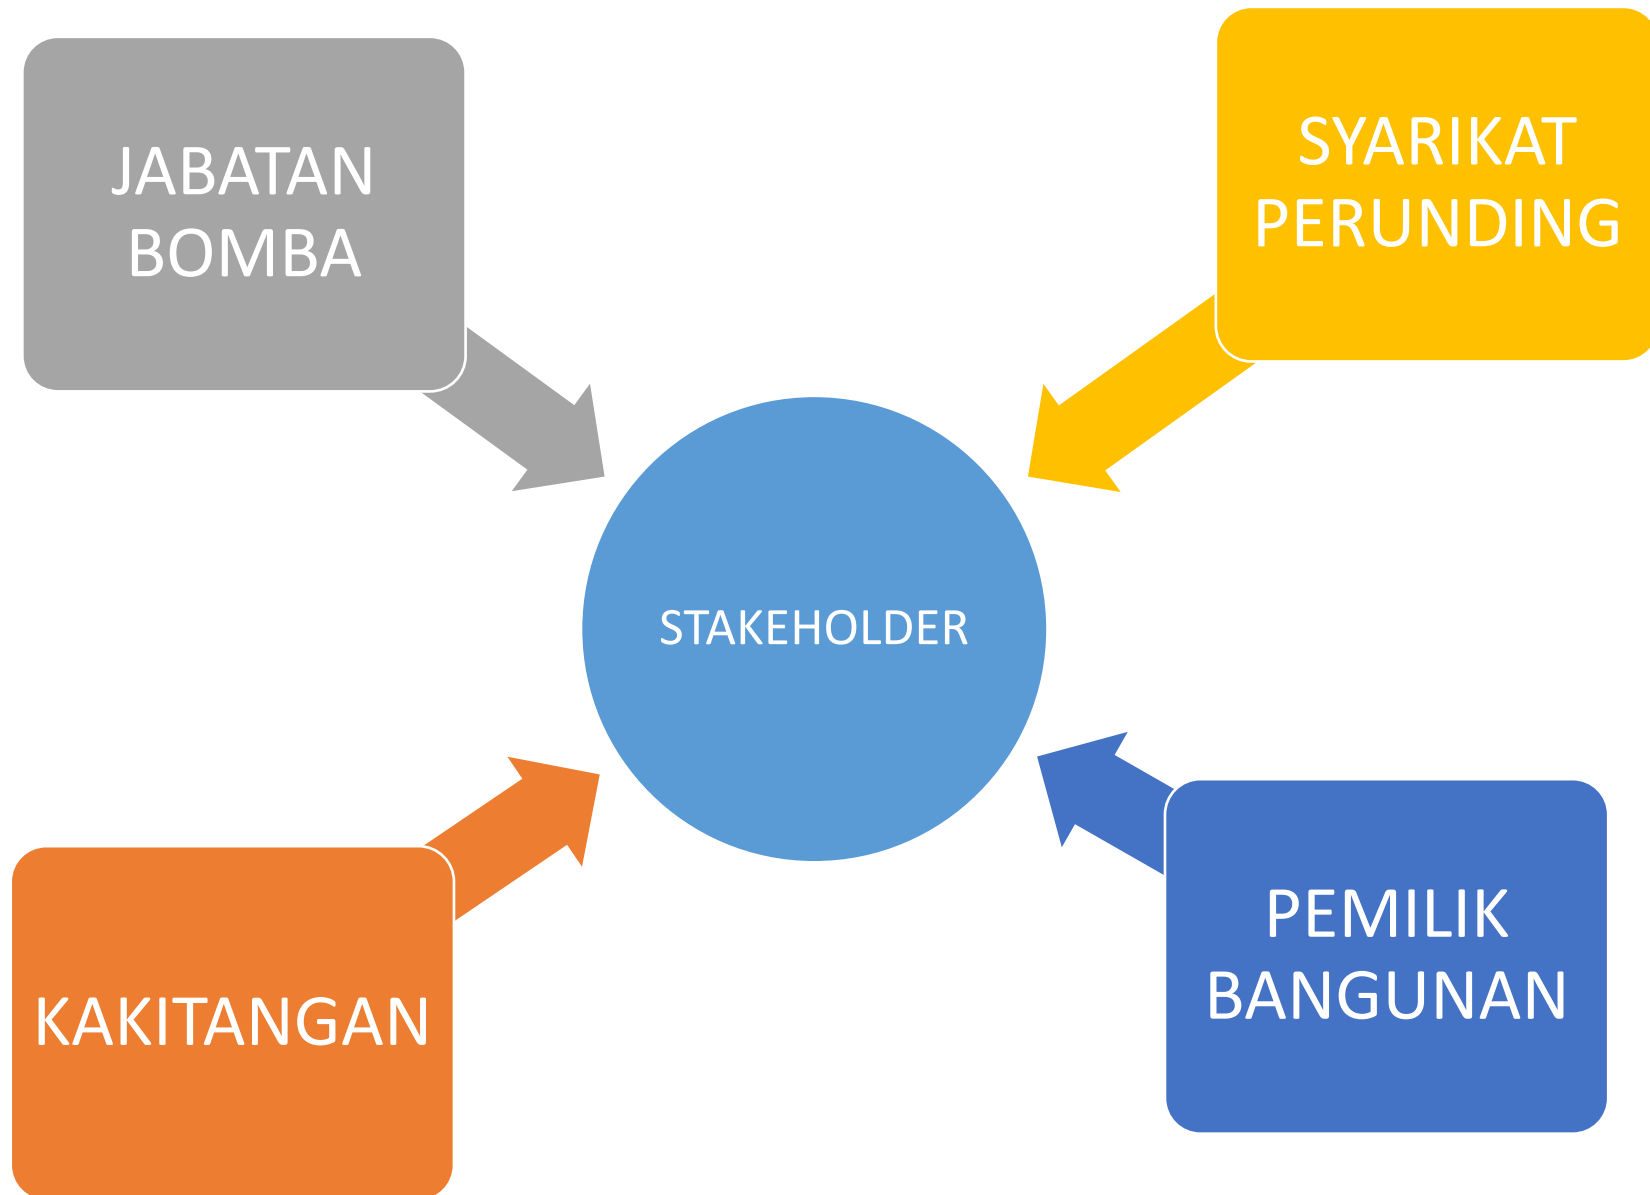 JABATAN
BOMBA
SYARIKAT
PERUNDING
STAKEHOLDER
KAKITANGAN
PEMILIK
BANGUNAN